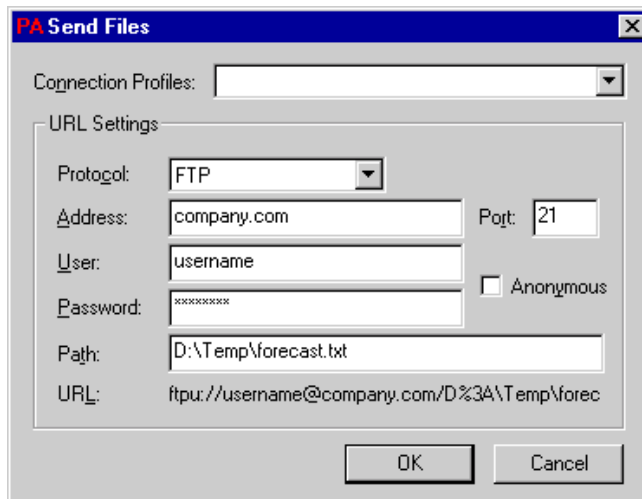 PA Send Files
Connection Profiles:
URL Settings
Protocol: FTP
Address: company.com Port: 21
User: username
Anonymous
Password: ********
Path: D:\Temp\forecast.txt
URL: ftpu://username@company.com/D%3A\Temp\forec
OK Cancel